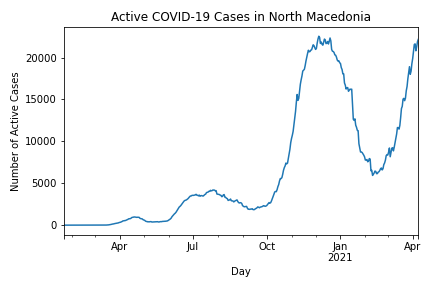 Active COVID-19 Cases in North Macedonia
Number of Active Cases
20000
15000
10000
5000
0
Apr
Jul
Oct
Jan
2021
Apr
Day